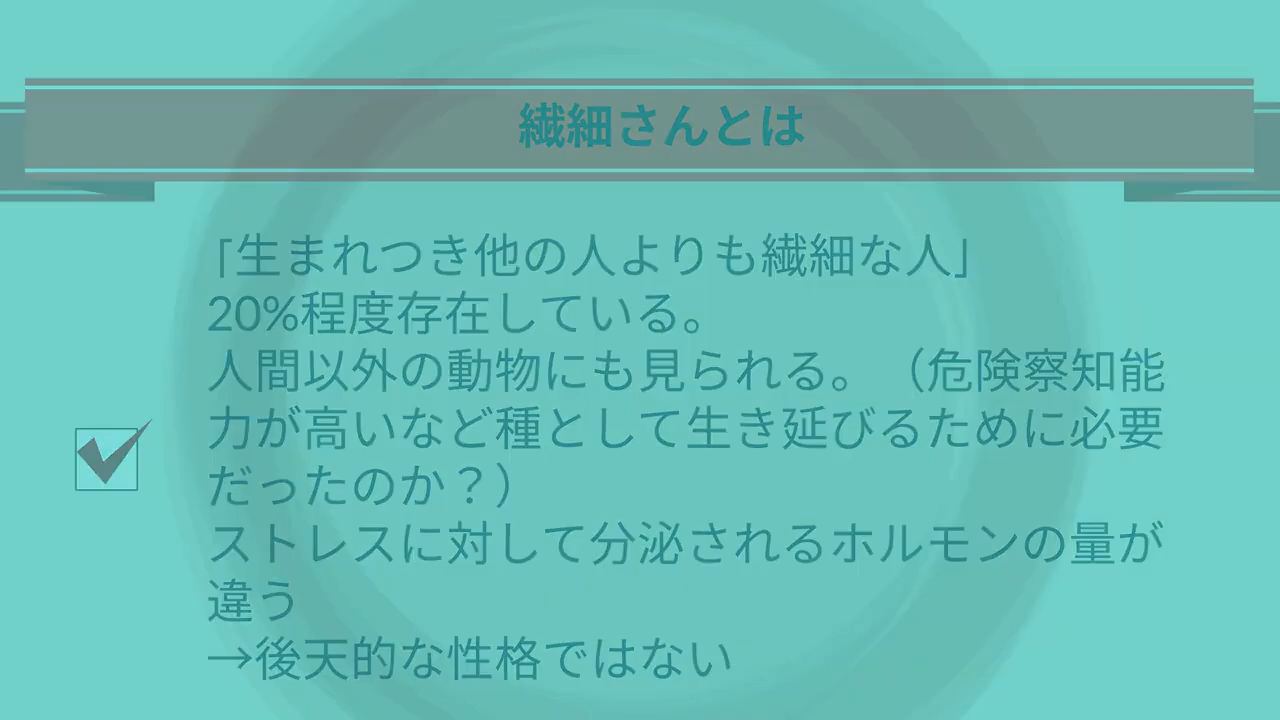 繊細さんとは
「生まれつき他の人よりも繊細な人」
20%程度存在している。
人間以外の動物にも見られる。（危険察知能
力が高いなど種として生き延びるために必要
だったのか？）
ストレスに対して分泌されるホルモンの量が
違う
→後天的な性格ではない